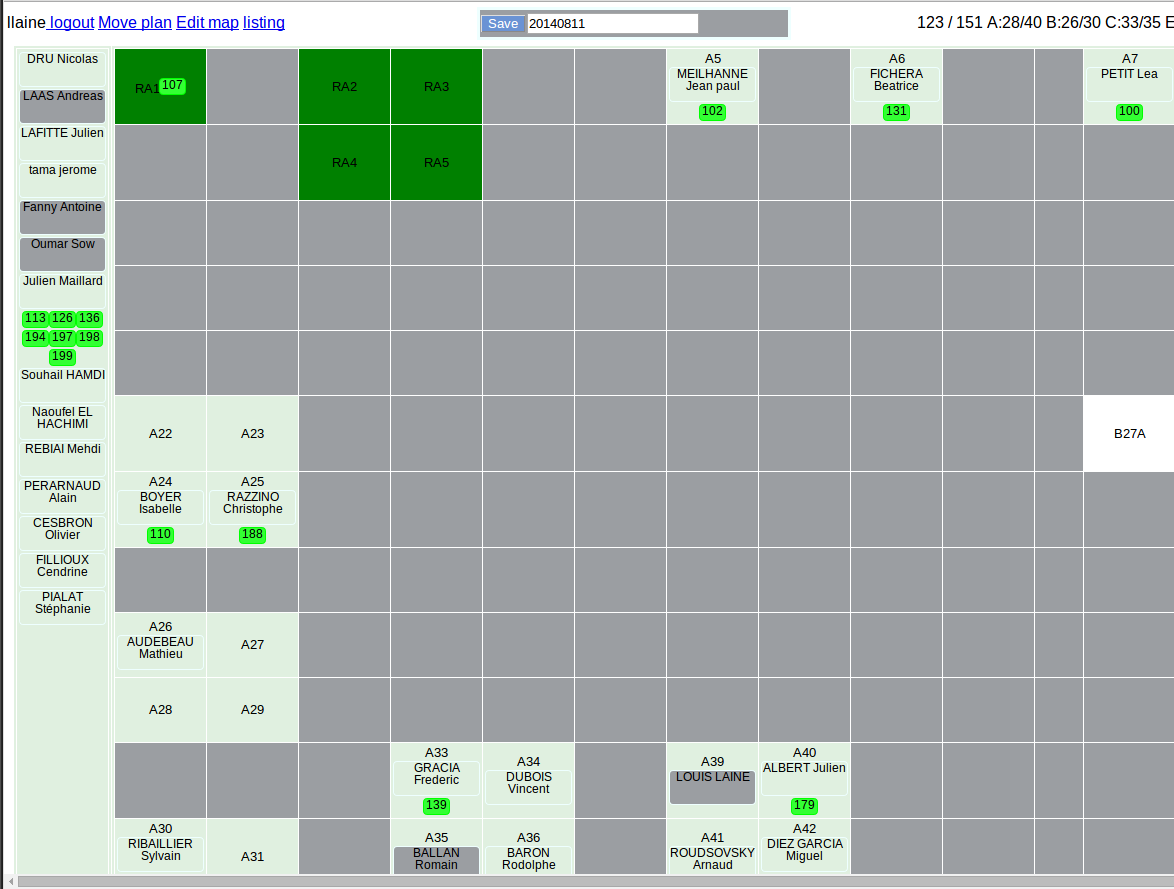 llaine logout Move plan Edit map listing
Save 20140811
123 / 151 A:28/40 B:26/30 C:33/35 E
DRU Nicolas
LAAS Andreas
LAFITTE Julien
tama jerome
Fanny Antoine
Oumar Sow
Julien Maillard
113 126 136
194 197 198
199
Souhail HAMDI
Naoufel EL
HACHIMI
REBIAI Mehdi
PERARNAUD
Alain
CESBRON
Olivier
FILLIOUX
Cendrine
PIALAT
Stéphanie
RA1 107
RA2
RA3
A5
MEILHANNE
Jean paul
102
A6
FICHERA
Beatrice
131
A7
PETIT Lea
100
RA4
RA5
A22
A23
B27A
A24
BOYER
Isabelle
110
A25
RAZZINO
Christophe
188
A26
AUDEBEAU
Mathieu
A27
A28
A29
A33
GRACIA
Frederic
139
A34
DUBOIS
Vincent
A39
LOUIS LAINE
A40
ALBERT Julien
179
A30
RIBAILLIER
Sylvain
A31
A35
BALLAN
Romain
A36
BARON
Rodolphe
A41
ROUDSOVSKY
Arnaud
A42
DIEZ GARCIA
Miguel